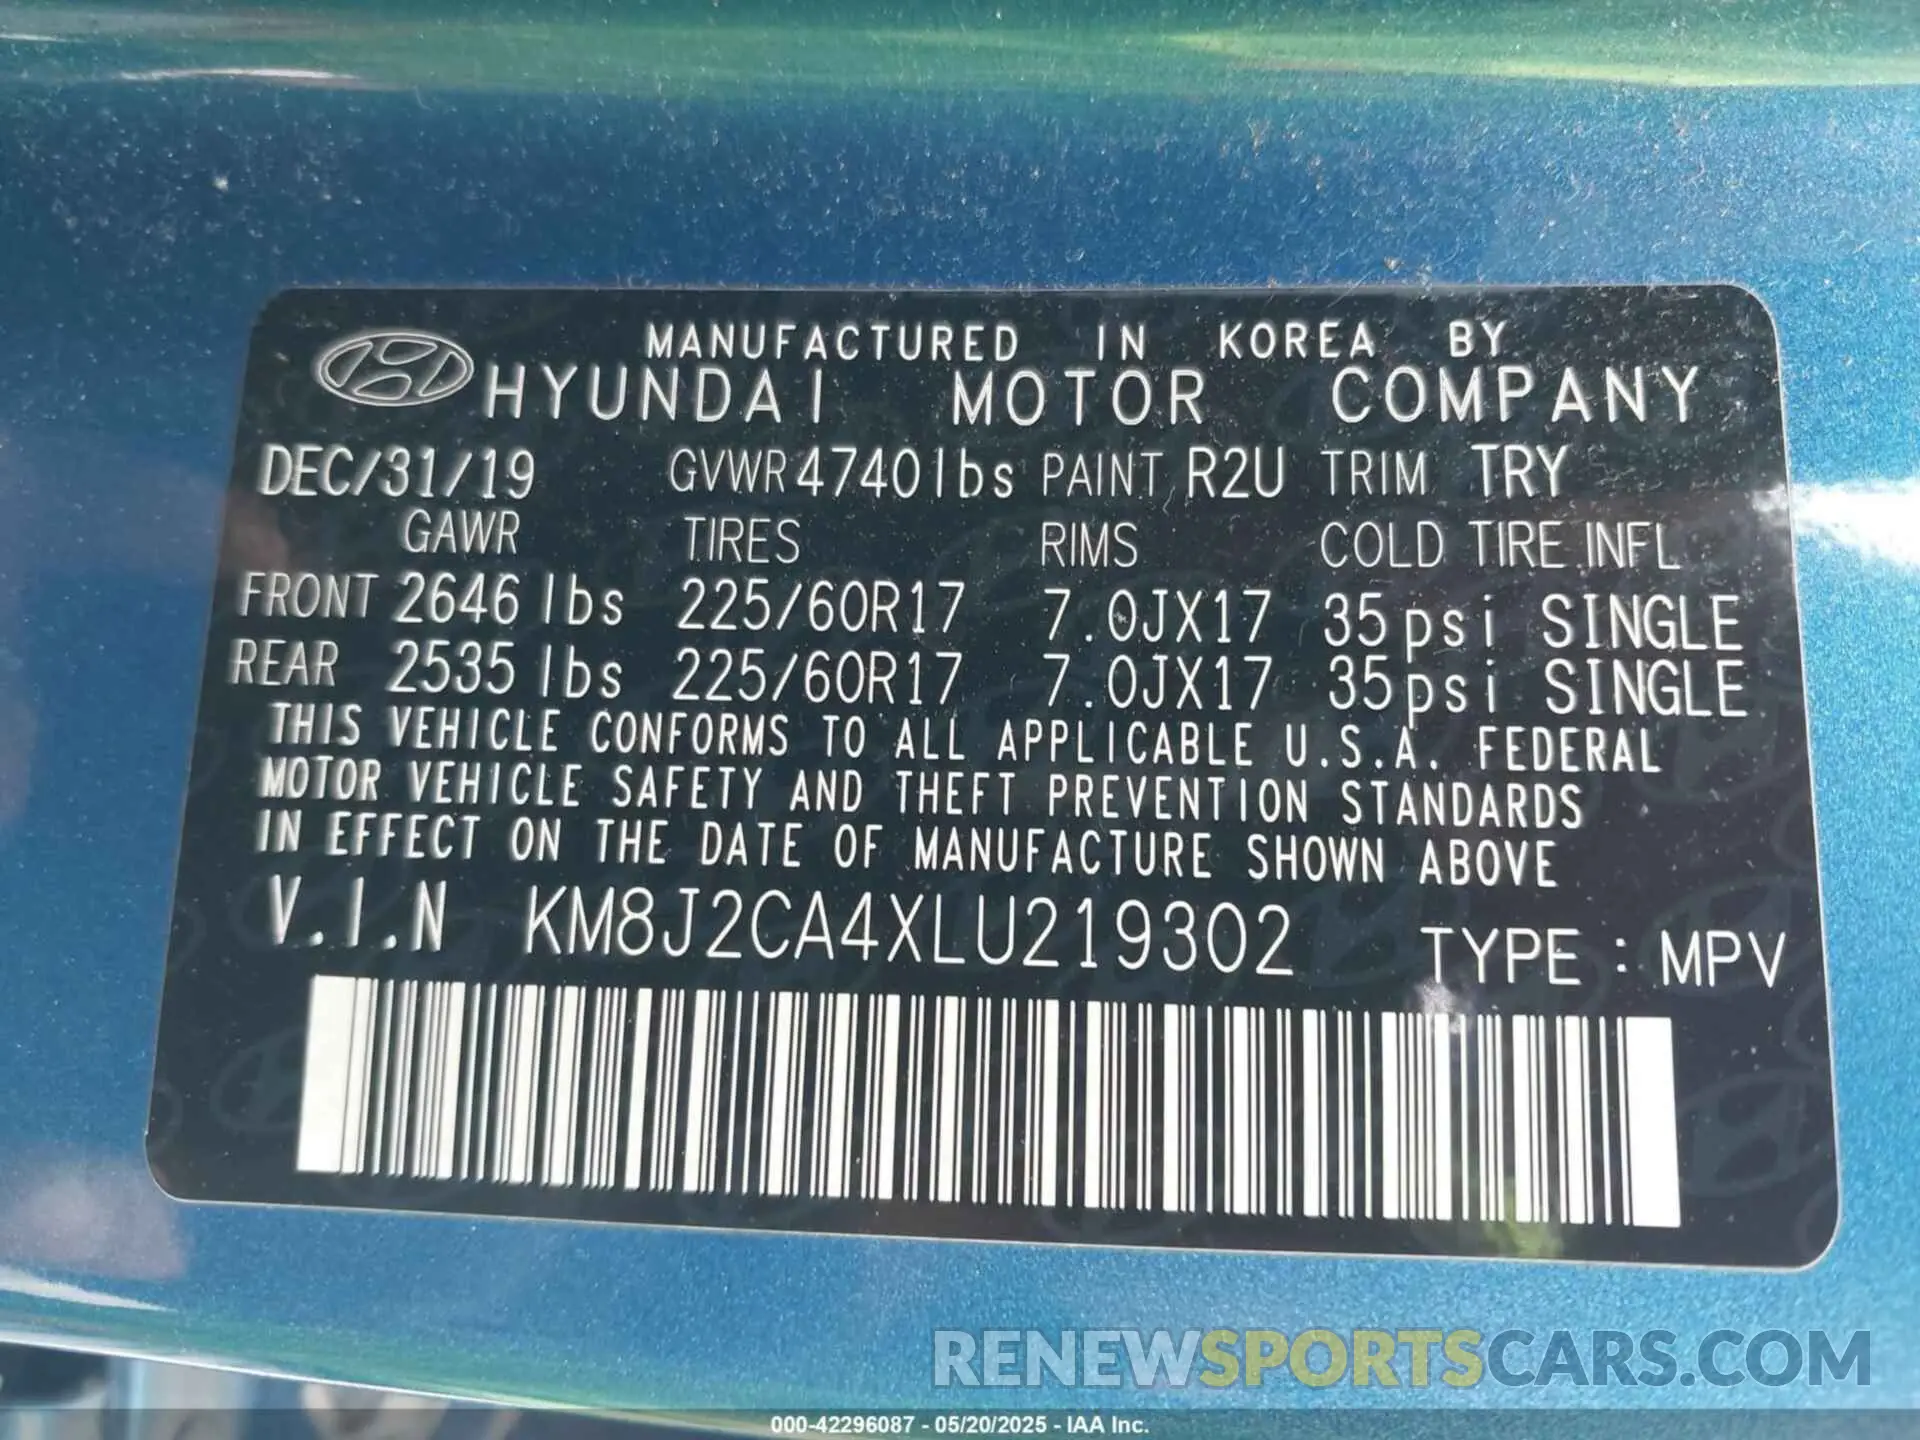 MANUFACTURED IN KOREA BY
HYUNDAI MOTOR COMPANY
DEC/31/19 GVWR 4740lbs PAINT R2U TRIM TRY
GAWR TIRES RIMS COLD TIRE INFL
FRONT 2646 lbs 225/60R17 7.0JX17 35psi SINGLE
REAR 2535 lbs 225/60R17 7.0JX17 35psi SINGLE
THIS VEHICLE CONFORMS TO ALL APPLICABLE U.S.A. FEDERAL
MOTOR VEHICLE SAFETY AND THEFT PREVENTION STANDARDS
IN EFFECT ON THE DATE OF MANUFACTURE SHOWN ABOVE
V.I.N KM8J2CA4XLU219302 TYPE : MPV
RENEWSPORTSCARS.COM
000-42296087 - 05/20/2025 - IAA Inc.